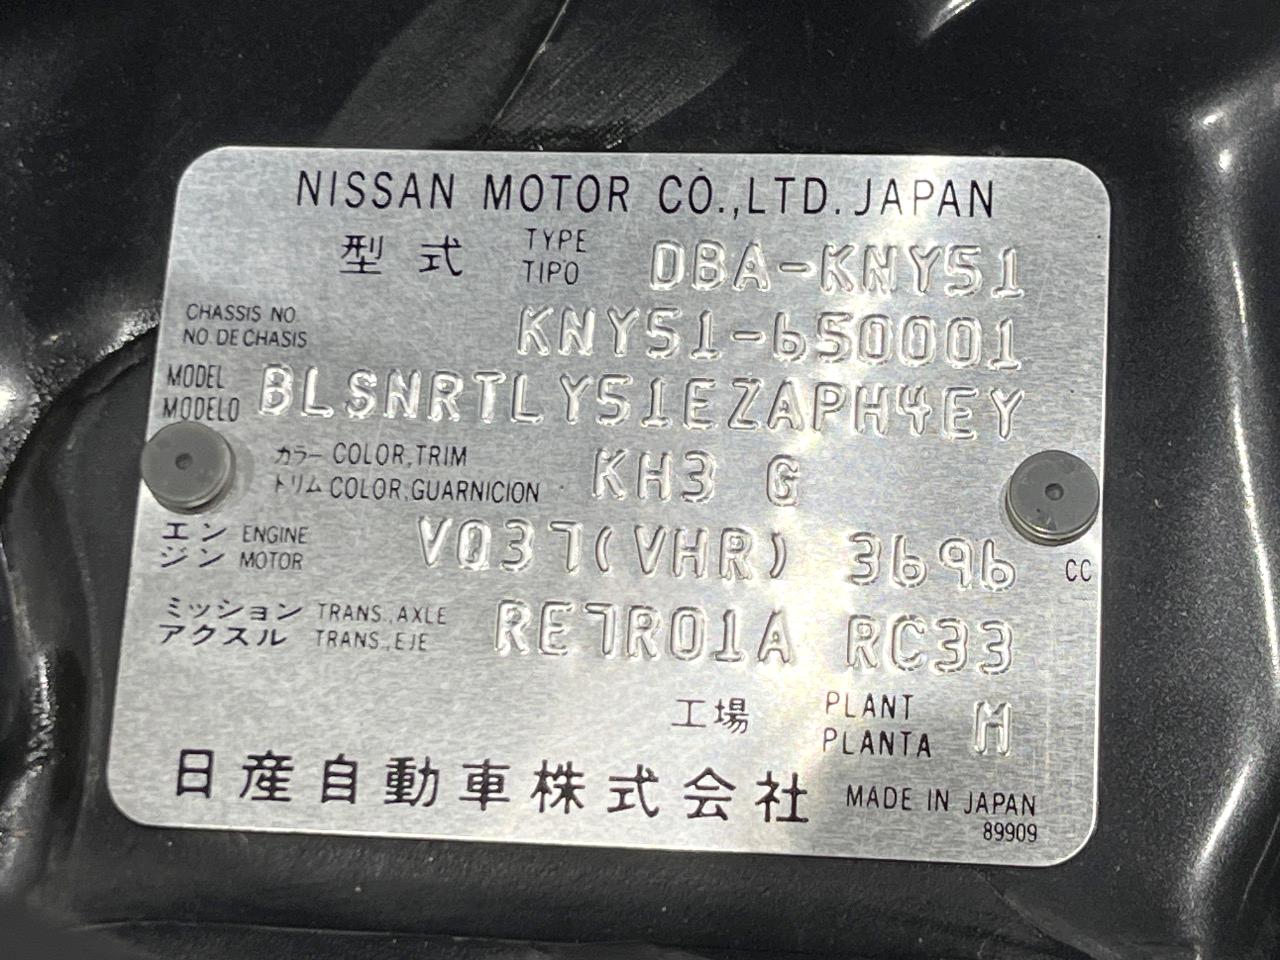 NISSAN MOTOR CO.,LTD. JAPAN
型式 TYPE TIPO DBA-KNY51
CHASSIS NO. NO. DE CHASIS KNY51-650001
MODEL MODELO BLSNRTLY51EZAPH4EY
カラー COLOR,TRIM KH3 G
トリム COLOR,GUARNICION
エンジン ENGINE MOTOR VQ37(VHR) 3696 CC
ミッション TRANS.,AXLE RE7R01A RC33
アクスル TRANS.,EJE
工場 PLANT PLANTA M
日産自動車株式会社 MADE IN JAPAN
89909